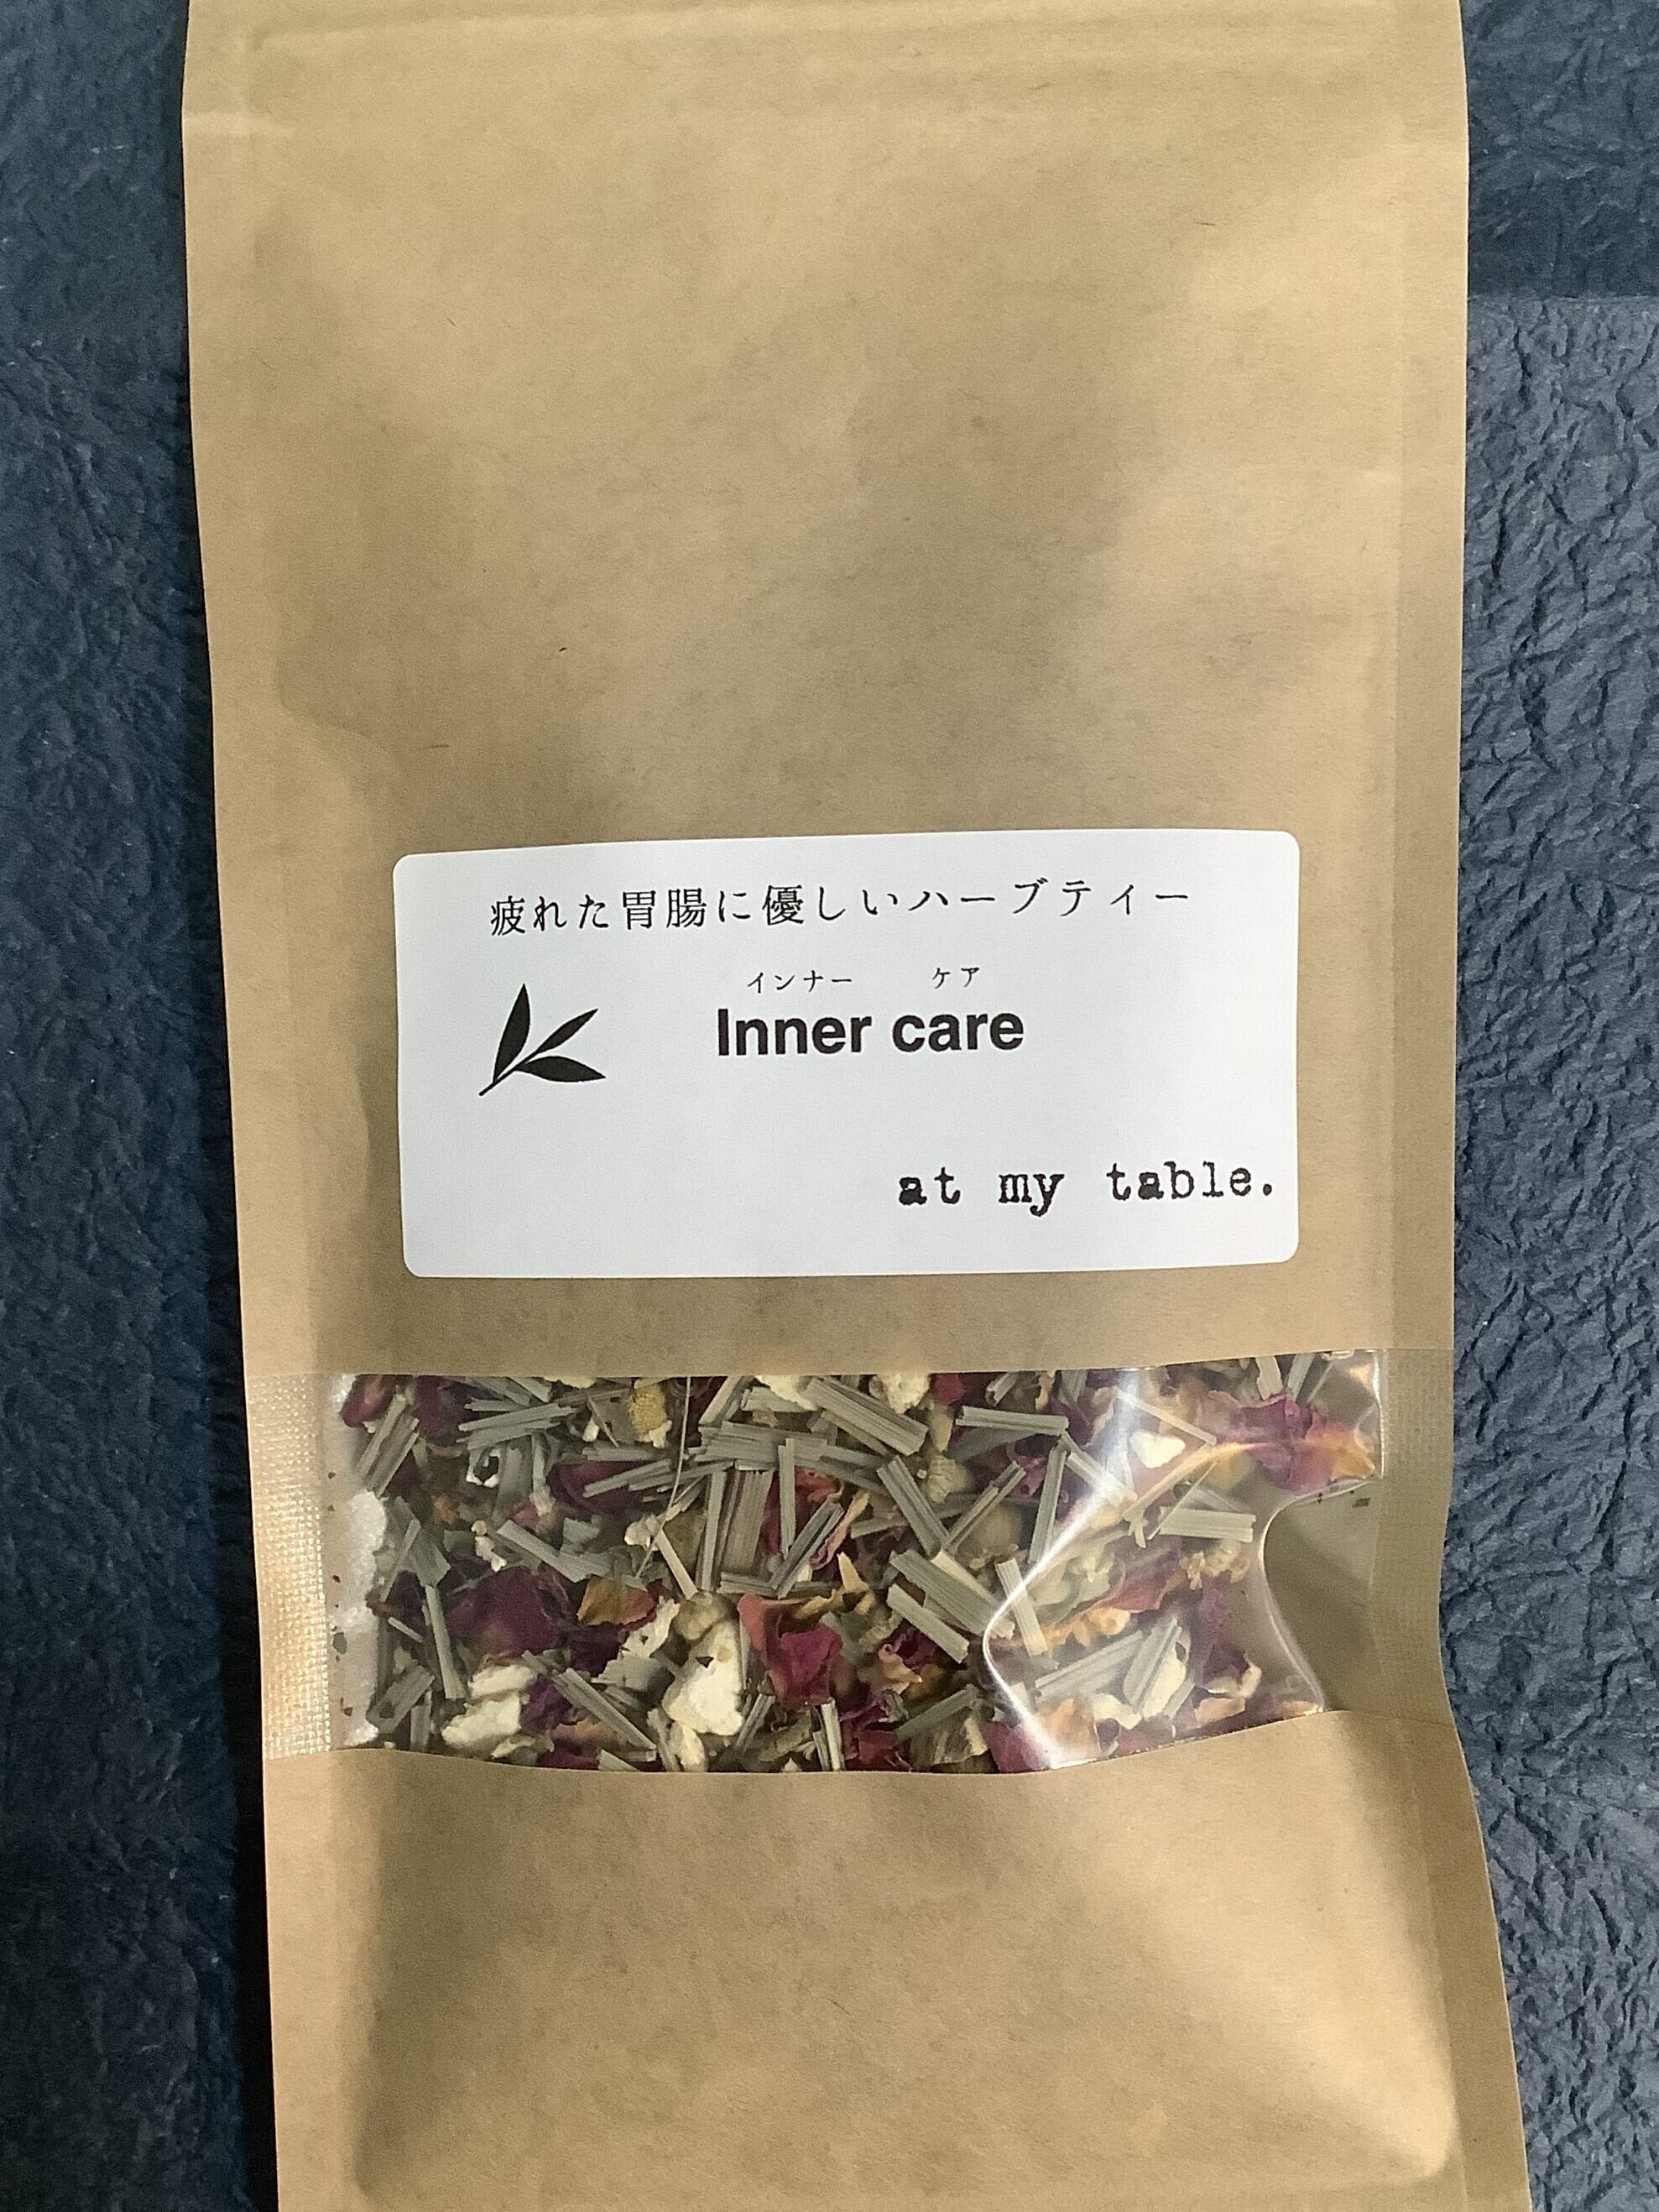 疲れた胃腸に優しいハーブティー
インナー ケア
Inner care
at my table.